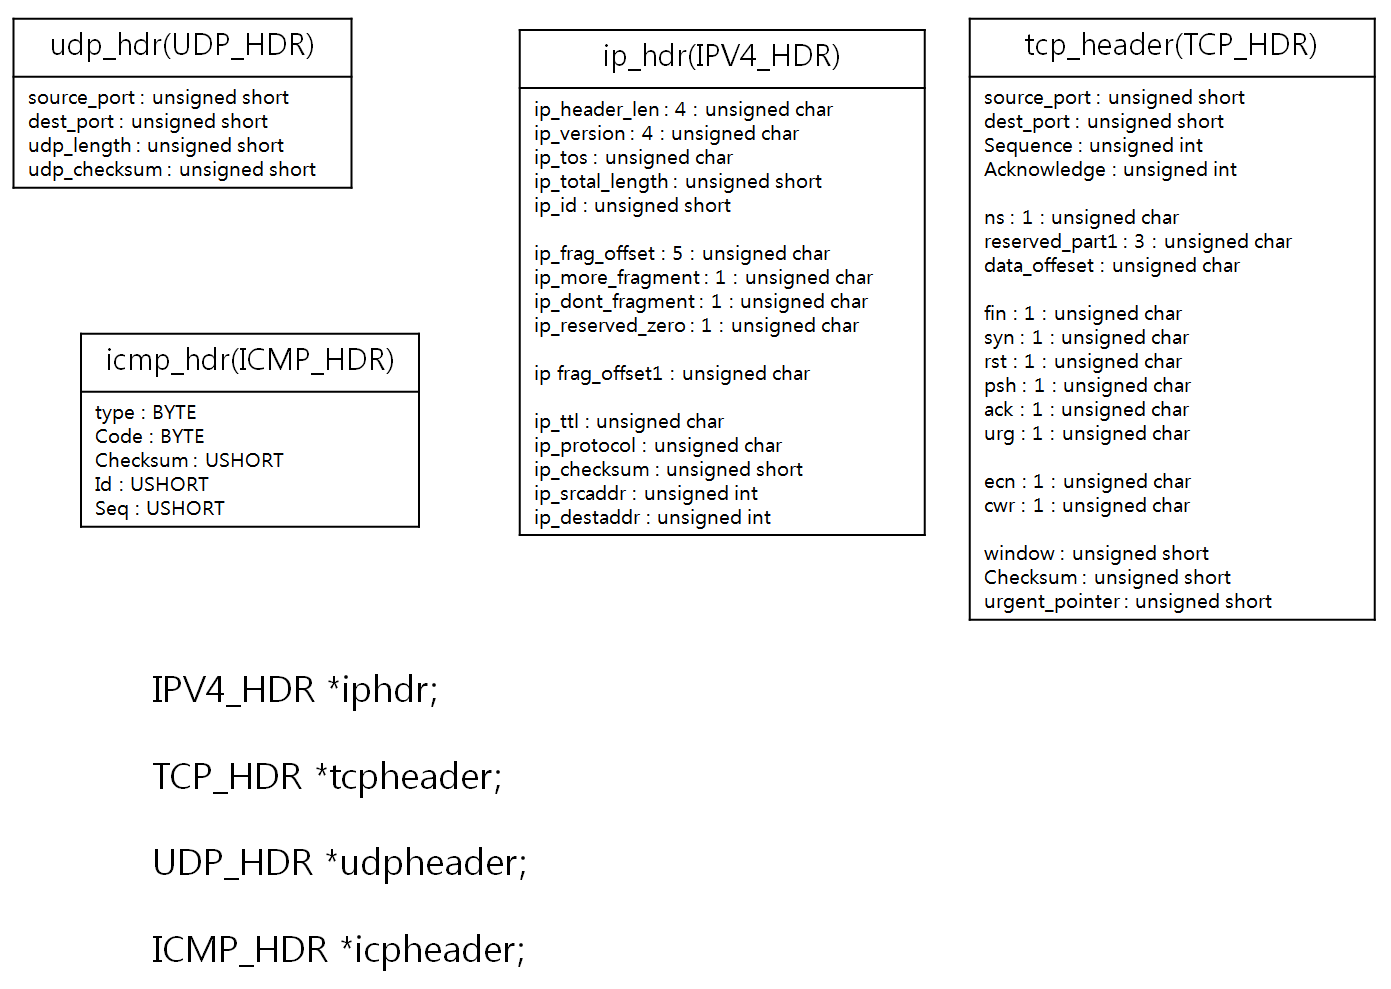 udp_hdr(UDP_HDR)
source_port : unsigned short
dest_port : unsigned short
udp_length : unsigned short
udp_checksum : unsigned short
icmp_hdr(ICMP_HDR)
type : BYTE
Code : BYTE
Checksum : USHORT
Id : USHORT
Seq : USHORT
ip_hdr(IPV4_HDR)
ip_header_len : 4 : unsigned char
ip_version : 4 : unsigned char
ip_tos : unsigned char
ip_total_length : unsigned short
ip_id : unsigned short
ip_frag_offset : 5 : unsigned char
ip_more_fragment : 1 : unsigned char
ip_dont_fragment : 1 : unsigned char
ip_reserved_zero : 1 : unsigned char
ip frag_offset1 : unsigned char
ip_ttl : unsigned char
ip_protocol : unsigned char
ip_checksum : unsigned short
ip_srcaddr : unsigned int
ip_destaddr : unsigned int
tcp_header(TCP_HDR)
source_port : unsigned short
dest_port : unsigned short
Sequence : unsigned int
Acknowledge : unsigned int
ns : 1 : unsigned char
reserved_part1 : 3 : unsigned char
data_offeset : unsigned char
fin : 1 : unsigned char
syn : 1 : unsigned char
rst : 1 : unsigned char
psh : 1 : unsigned char
ack : 1 : unsigned char
urg : 1 : unsigned char
ecn : 1 : unsigned char
cwr : 1 : unsigned char
window : unsigned short
Checksum : unsigned short
urgent_pointer : unsigned short
IPV4_HDR *iphdr;
TCP_HDR *tcpheader;
UDP_HDR *udpheader;
ICMP_HDR *icpheader;